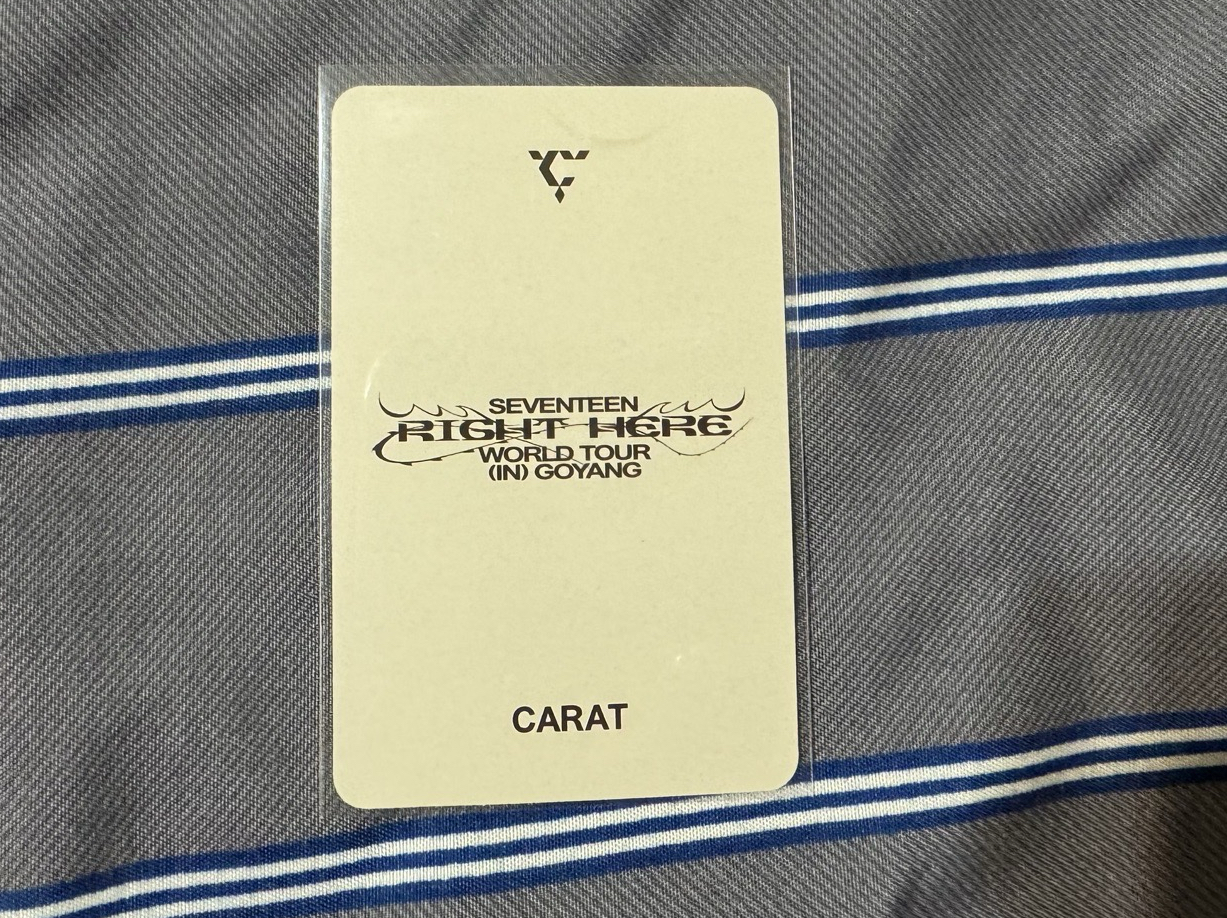 SEVENTEEN
RIGHT HERE
WORLD TOUR
(IN) GOYANG
CARAT